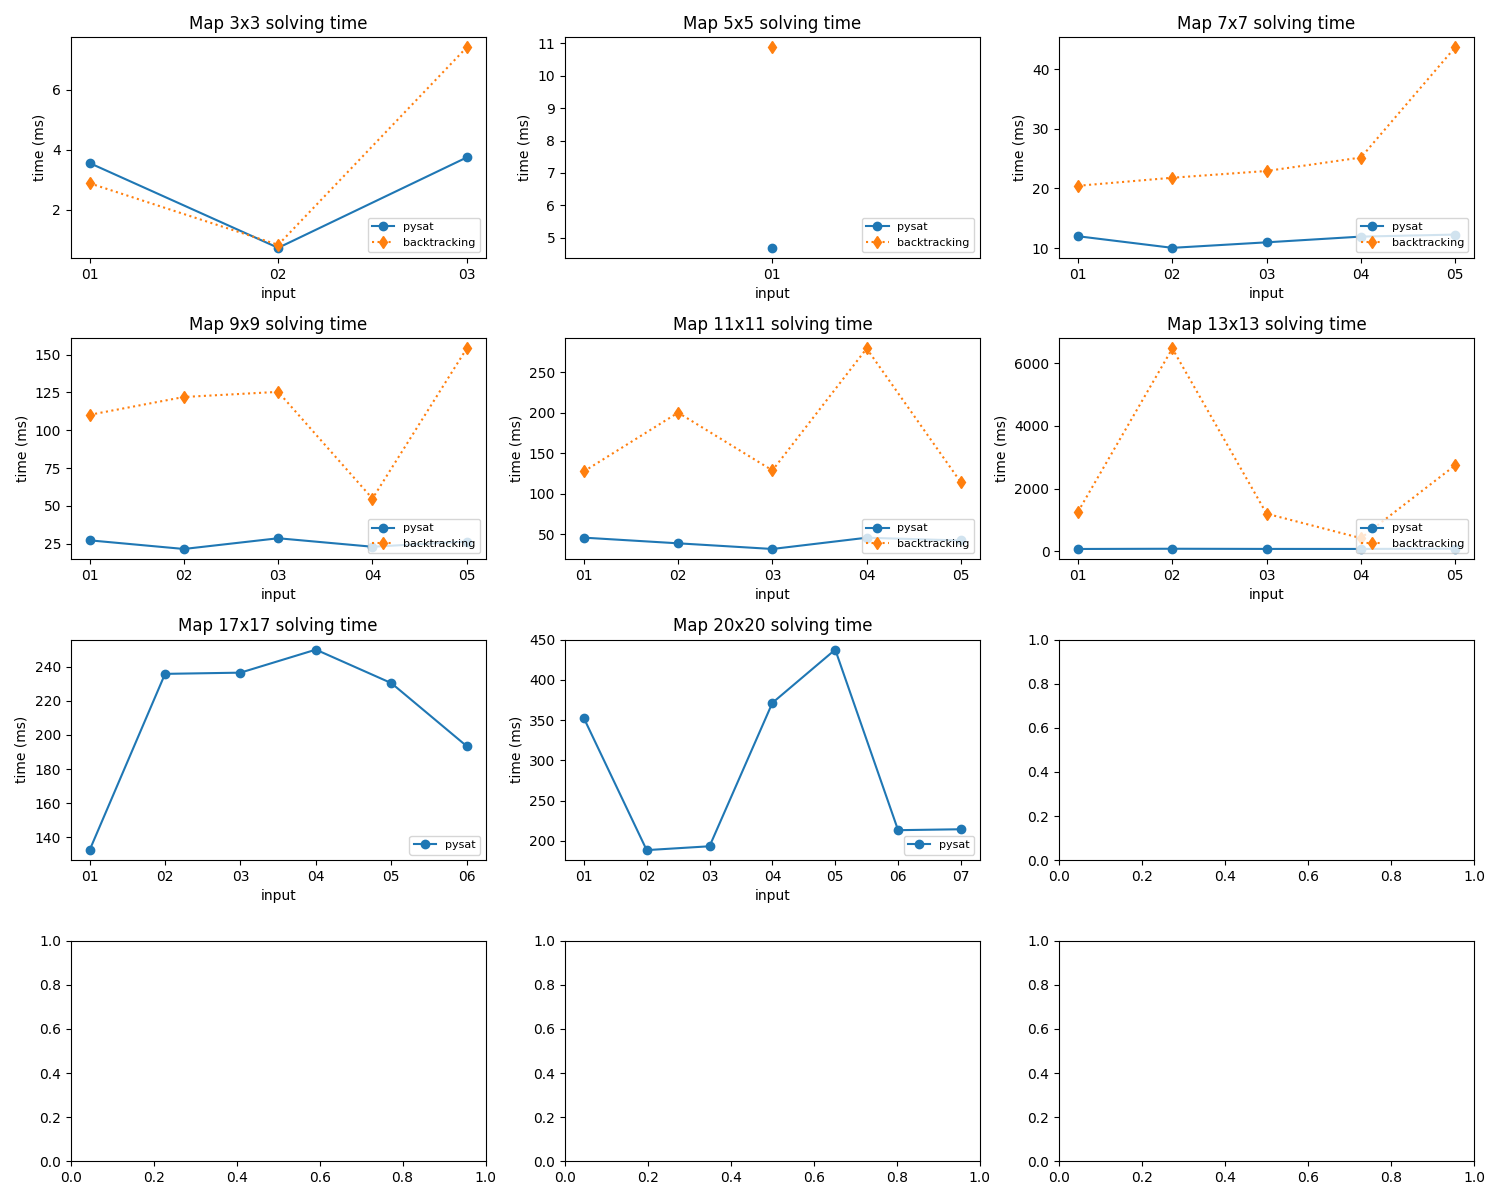 Map 3x3 solving time
6
4
2
time (ms)
pysat
backtracking
01 02 03
input
Map 5x5 solving time
11
10
9
8
7
6
5
time (ms)
pysat
backtracking
01
input
Map 7x7 solving time
40
30
20
10
time (ms)
pysat
backtracking
01 02 03 04 05
input
Map 9x9 solving time
150
125
100
75
50
25
time (ms)
pysat
backtracking
01 02 03 04 05
input
Map 11x11 solving time
250
200
150
100
50
time (ms)
pysat
backtracking
01 02 03 04 05
input
Map 13x13 solving time
6000
4000
2000
0
time (ms)
pysat
backtracking
01 02 03 04 05
input
Map 17x17 solving time
240
220
200
180
160
140
time (ms)
pysat
01 02 03 04 05 06
input
Map 20x20 solving time
450
400
350
300
250
200
time (ms)
pysat
01 02 03 04 05 06 07
input
1.0
0.8
0.6
0.4
0.2
0.0
0.0 0.2 0.4 0.6 0.8 1.0
1.0
0.8
0.6
0.4
0.2
0.0
0.0 0.2 0.4 0.6 0.8 1.0
1.0
0.8
0.6
0.4
0.2
0.0
0.0 0.2 0.4 0.6 0.8 1.0
1.0
0.8
0.6
0.4
0.2
0.0
0.0 0.2 0.4 0.6 0.8 1.0